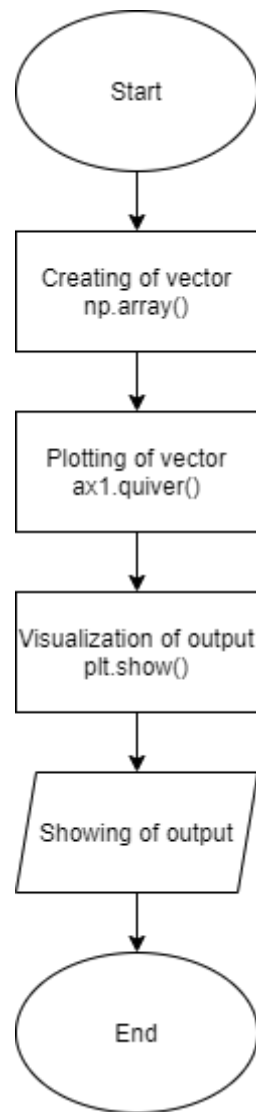 Start
Creating of vector
np.array()
Plotting of vector
ax1.quiver()
Visualization of output
plt.show()
Showing of output
End